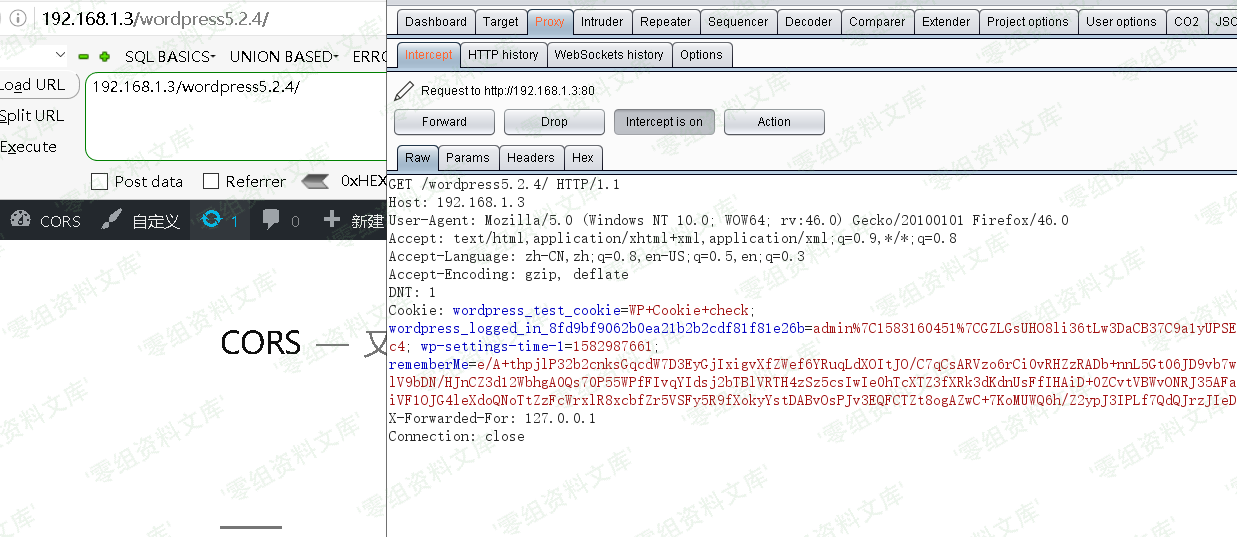 192.168.1.3/wordpress5.2.4/
SQL BASICS UNION BASED
Load URL
192.168.1.3/wordpress5.2.4/
Split URL
Execute
Post data Referrer 0xHEX
CORS 自定义 1 0 新建
CORS —
Dashboard Target Proxy Intruder Repeater Sequencer Decoder Comparer Extender Project options User options CO2
Intercept HTTP history WebSockets history Options
Request to http://192.168.1.3:80
Forward Drop Intercept is on Action
Raw Params Headers Hex
GET /wordpress5.2.4/ HTTP/1.1
Host: 192.168.1.3
User-Agent: Mozilla/5.0 (Windows NT 10.0; WOW64; rv:46.0) Gecko/20100101 Firefox/46.0
Accept: text/html,application/xhtml+xml,application/xml;q=0.9,*/*;q=0.8
Accept-Language: zh-CN,zh;q=0.8,en-US;q=0.5,en;q=0.3
Accept-Encoding: gzip, deflate
DNT: 1
Cookie: wordpress_test_cookie=WP+Cookie+check;
wordpress_logged_in_8fd9bf9062b0ea21b2b2cdf81f81e26b=admin%7C1583160451%7CGZLGsUHO8li36tLw3DaCB37C9a1yUPSE
c4; wp-settings-time-1=1582987661;
rememberMe=e/A+thpjlP32b2cnksGqcdW7D3EyGjIxigvXfZWef6YRuqLdXOItJO/C7qCsARVzo6rCi0vRHZzRADb+nnL5Gt06JD9vb7w
lV9bDN/HJnCZ3d12WbhgA0Qs70P55WPfFIvqYIdsj2bTBlVRTH4zSz5csIwIe0hTcXTZ3fXRk3dKdnUsFfIHAiD+0ZCvtVBWvONRJ35AFa
iVF1OJG4leXdoQNoTtZzFcWrxlR8xcbfZr5VSFy5R9fXokyYstDABvOsPJv3EQFCTZt8ogAZwC+7KoMUWQ6h/Z2ypJ3IPLf7QdQJrzJIeD
X-Forwarded-For: 127.0.0.1
Connection: close
零组资料文库